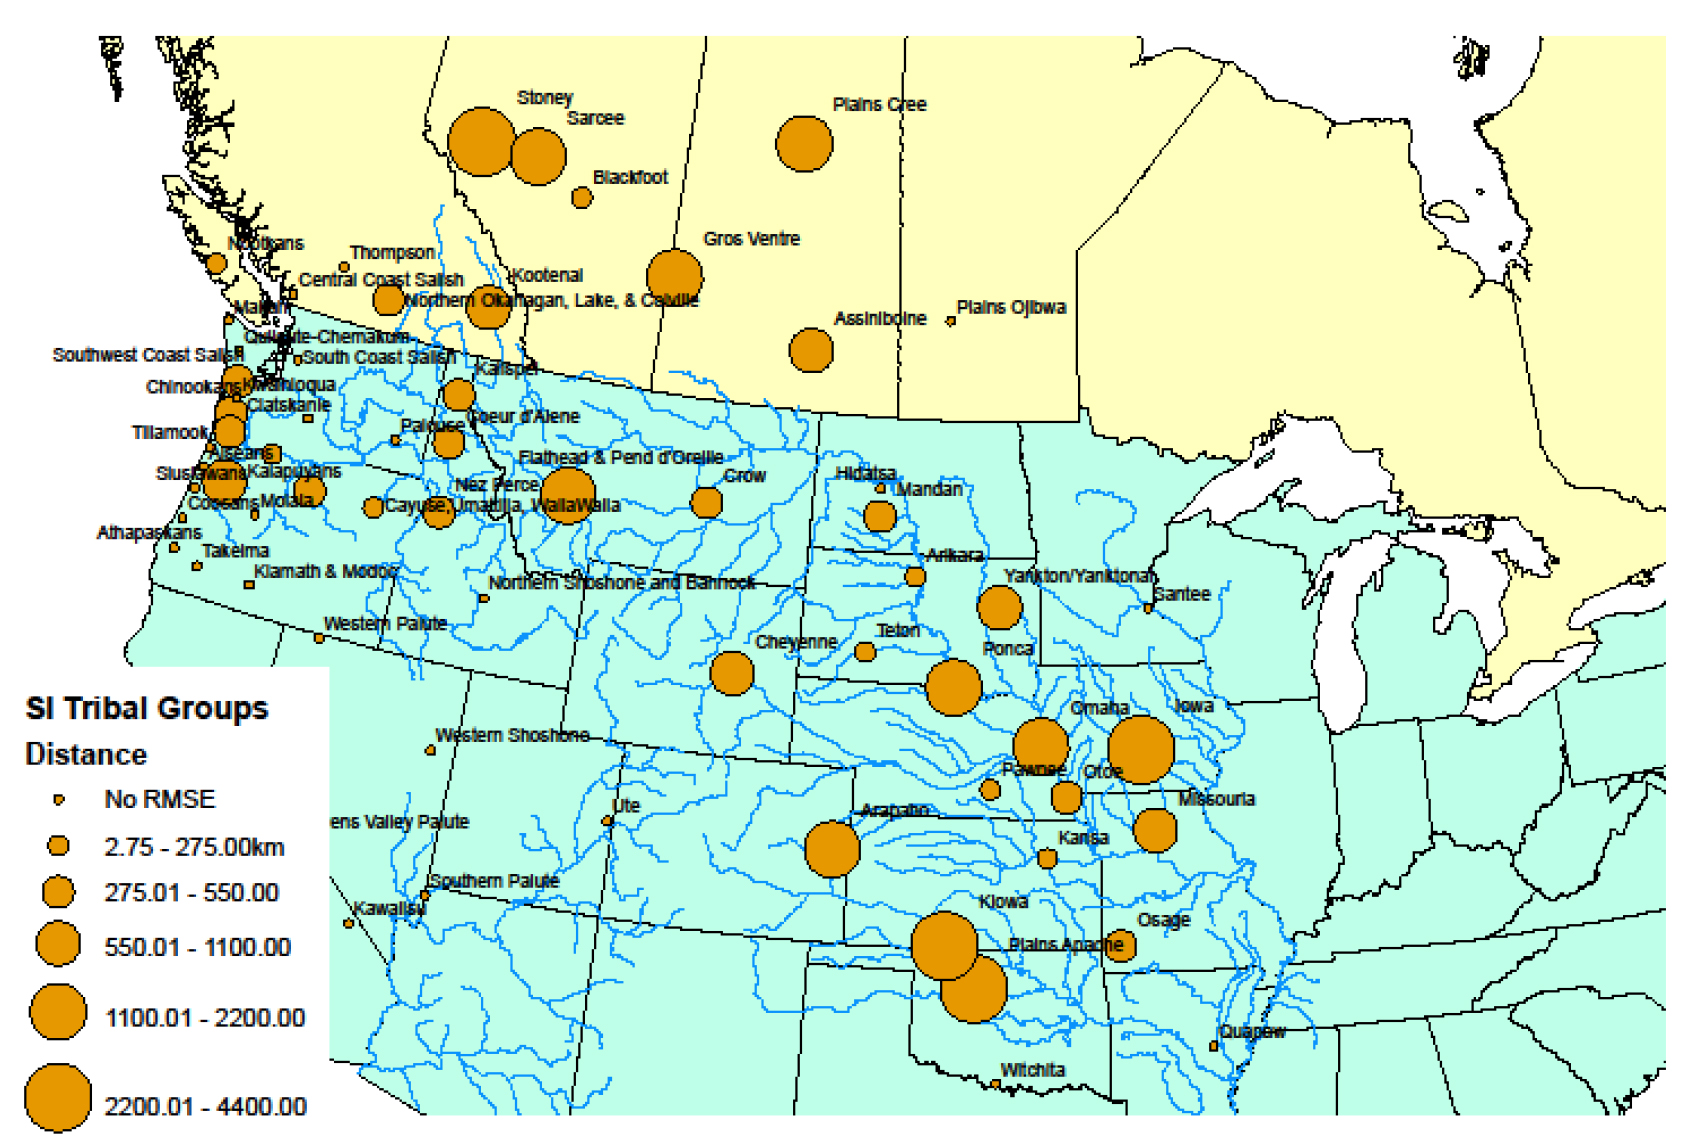 Stoney
Sarcee
Plains Cree
Blackfoot
Gros Ventre
Nootkans
Thompson
Central Coast Salish
Kootenai
Northern Okanagan, Lake, & Colville
Makah
Plains Ojibwa
Assiniboine
Quileute-Chemakum
Southwest Coast Salish
South Coast Salish
Kalispel
Chinookans
Kwalhioqua
Clatskanie
Coeur d'Alene
Palouse
Tillamook
Alseans
Flathead & Pend d'Oreille
Siuslawans
Kalapuyans
Nez Perce
Crow
Hidatsa
Mandan
Coosans
Molala
Cayuse, Umatilla, WallaWalla
Athapaskans
Takelma
Arikara
Klamath & Modoc
Northern Shoshone and Bannock
Yankton/Yanktonai
Santee
Western Paiute
Cheyenne
Teton
Ponca
SI Tribal Groups
Omaha
Iowa
Western Shoshone
Distance
Pawnee
Otoe
No RMSE
Missouria
Ute
Arapaho
ens Valley Paiute
Kansa
2.75 - 275.00km
Southern Paiute
275.01 - 550.00
Kawaiisu
Kiowa
Osage
550.01 - 1100.00
Plains Apache
1100.01 - 2200.00
Quapaw
Witchita
2200.01 - 4400.00